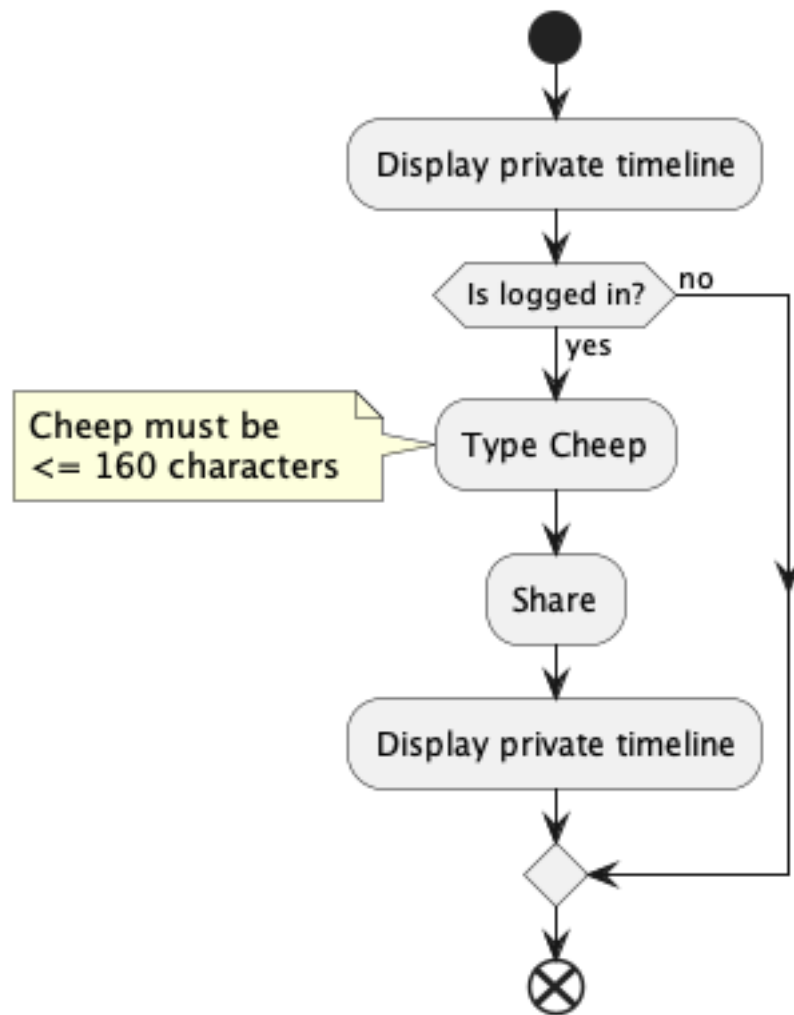 Display private timeline
Is logged in?
no
yes
Cheep must be
<= 160 characters
Type Cheep
Share
Display private timeline